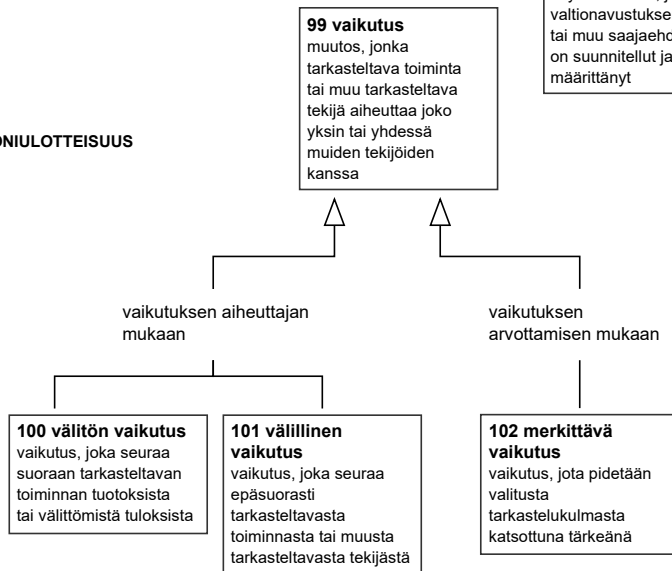 valtionavustukse
tai muu saajaehd
on suunnitellut ja
määrittänyt
99 vaikutus
muutos, jonka
tarkasteltava toiminta
tai muu tarkasteltava
tekijä aiheuttaa joko
yksin tai yhdessä
muiden tekijöiden
kanssa
ONIULOTTEISUUS
vaikutuksen aiheuttajan
mukaan
vaikutuksen
arvottamisen mukaan
100 välitön vaikutus
vaikutus, joka seuraa
suoraan tarkasteltavan
toiminnan tuotoksista
tai välittömistä tuloksista
101 välillinen
vaikutus
vaikutus, joka seuraa
epäsuorasti
tarkasteltavasta
toiminnasta tai muusta
tarkasteltavasta tekijästä
102 merkittävä
vaikutus
vaikutus, jota pidetään
valitusta
tarkastelukulmasta
katsottuna tärkeänä